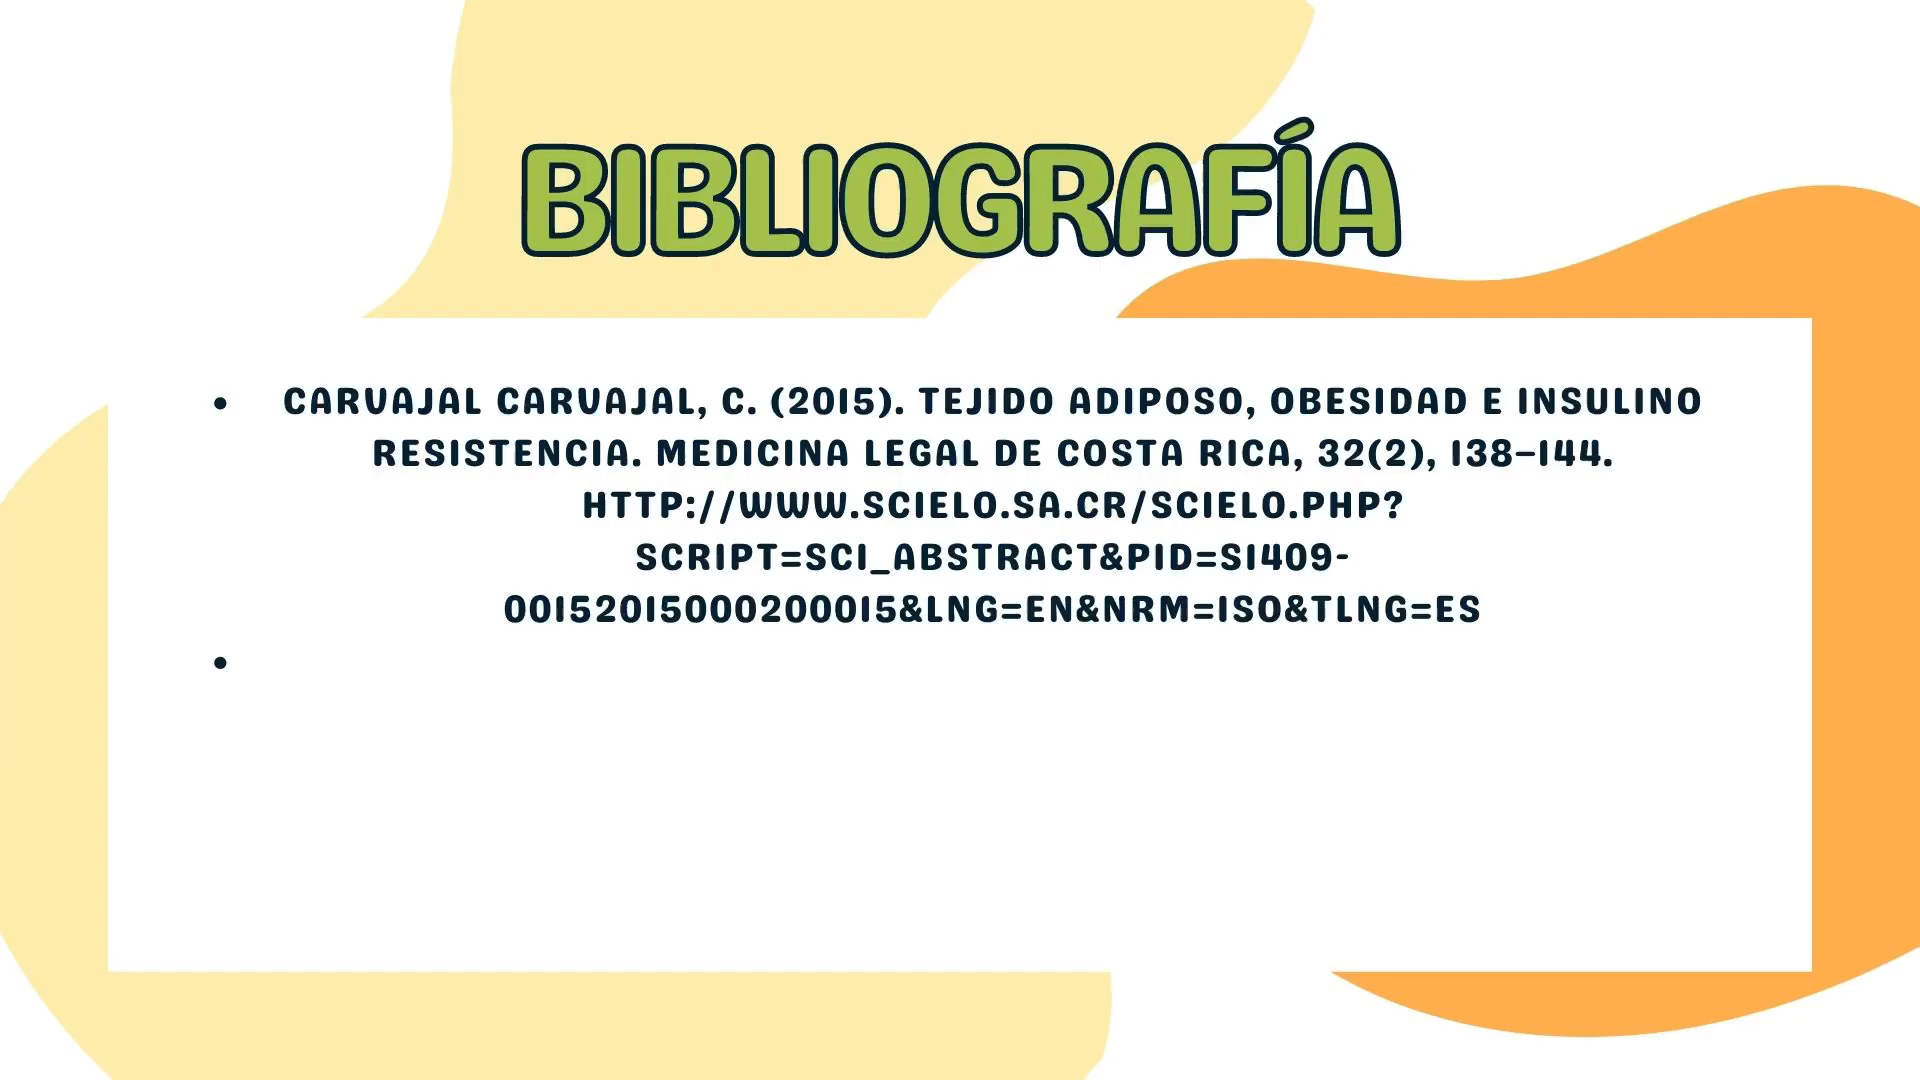 BIBLIOGRAFÍA
• CARVAJAL CARVAJAL, C. (2015). TEJIDO ADIPOSO, OBESIDAD E INSULINO
RESISTENCIA. MEDICINA LEGAL DE COSTA RICA, 32(2), 138–144.
HTTP://WWW.SCIELO.SA.CR/SCIELO.PHP?
SCRIPT=SCI_ABSTRACT&PID=S1409-
00152015000200015&LNG=EN&NRM=ISO&TLNG=ES
•